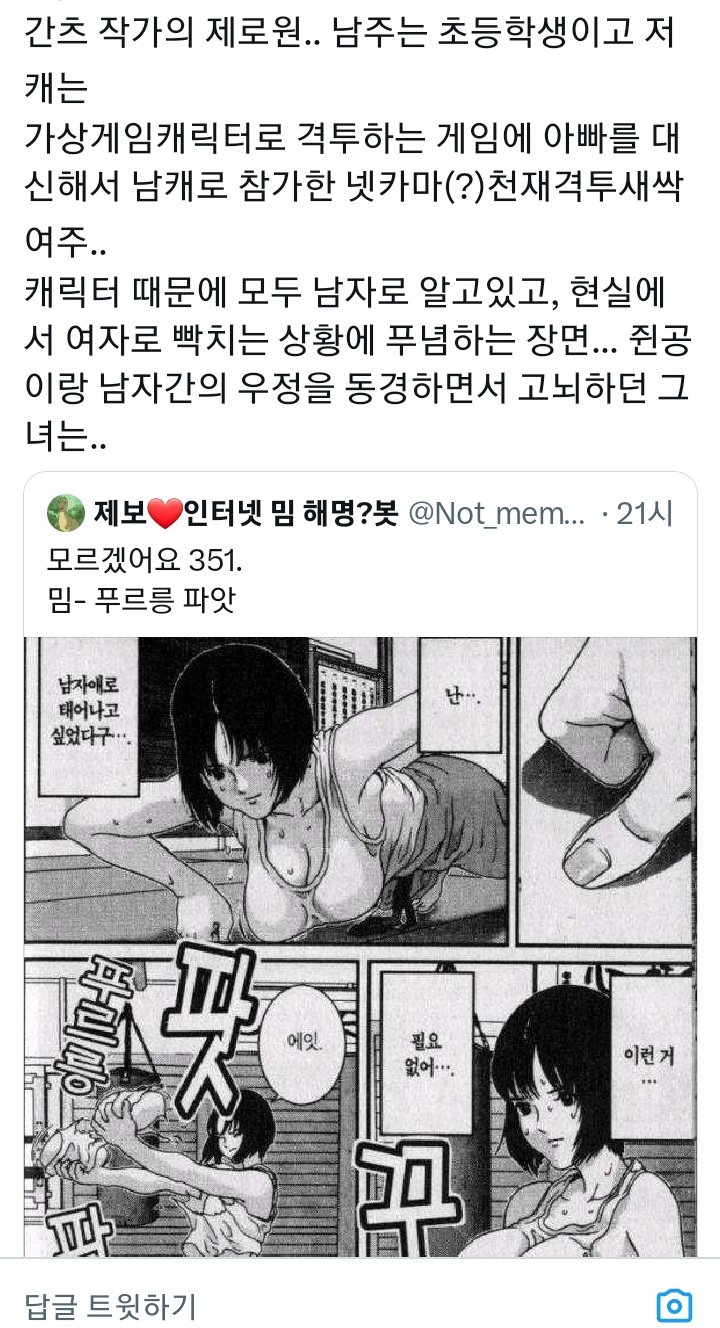 간츠 작가의 제로원.. 남주는 초등학생이고 저
캐는
가상게임캐릭터로 격투하는 게임에 아빠를 대
신해서 남캐로 참가한 넷카마(?)천재격투새싹
여주..
캐릭터 때문에 모두 남자로 알고있고, 현실에
서 여자로 빡치는 상황에 푸념하는 장면... 쥔공
이랑 남자간의 우정을 동경하면서 고뇌하던 그
녀는..
제보❤️인터넷 밈 해명?봇 @Not_mem... · 21시
모르겠어요 351.
밈- 푸르릉 파앗
난….
남자애로
태어나고
싶었다구….
이런 거
…
필요
없어….
꾸
에잇.
팟
푸리릉
팍
답글 트윗하기